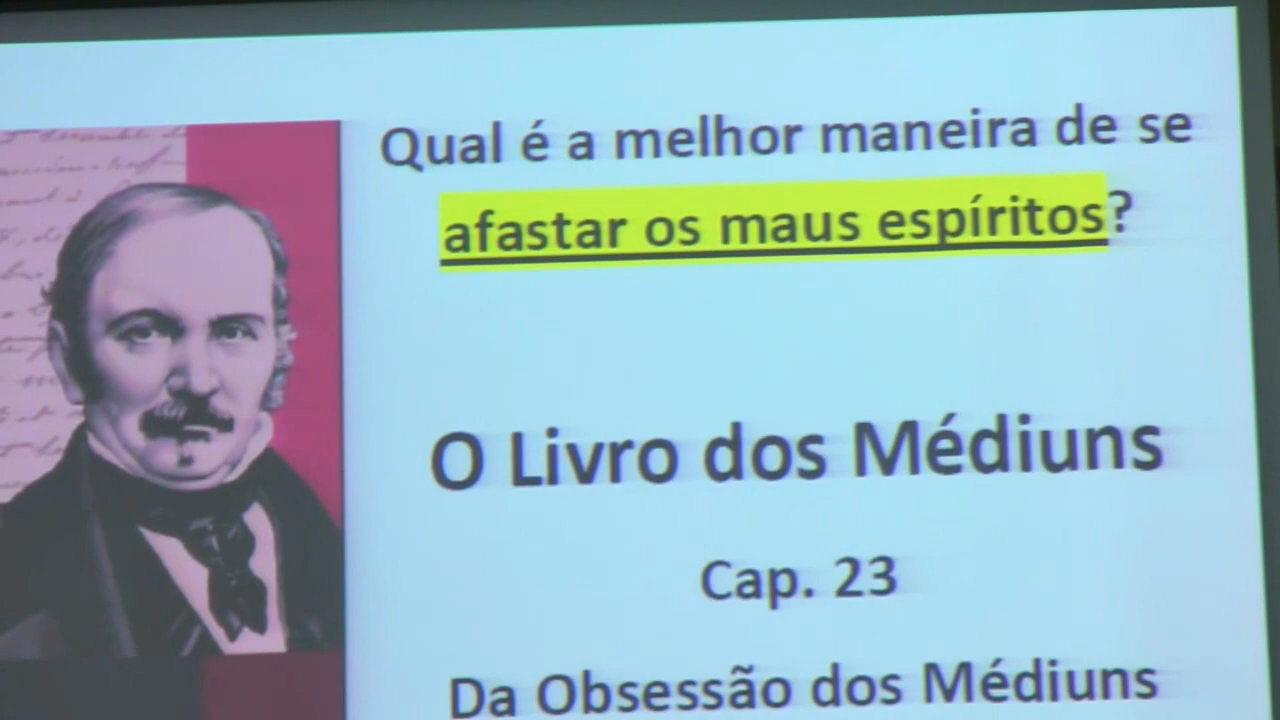 Qual é a melhor maneira de se
afastar os maus espíritos?
O Livro dos Médiuns
Cap. 23
Da Obsessão dos Médiuns